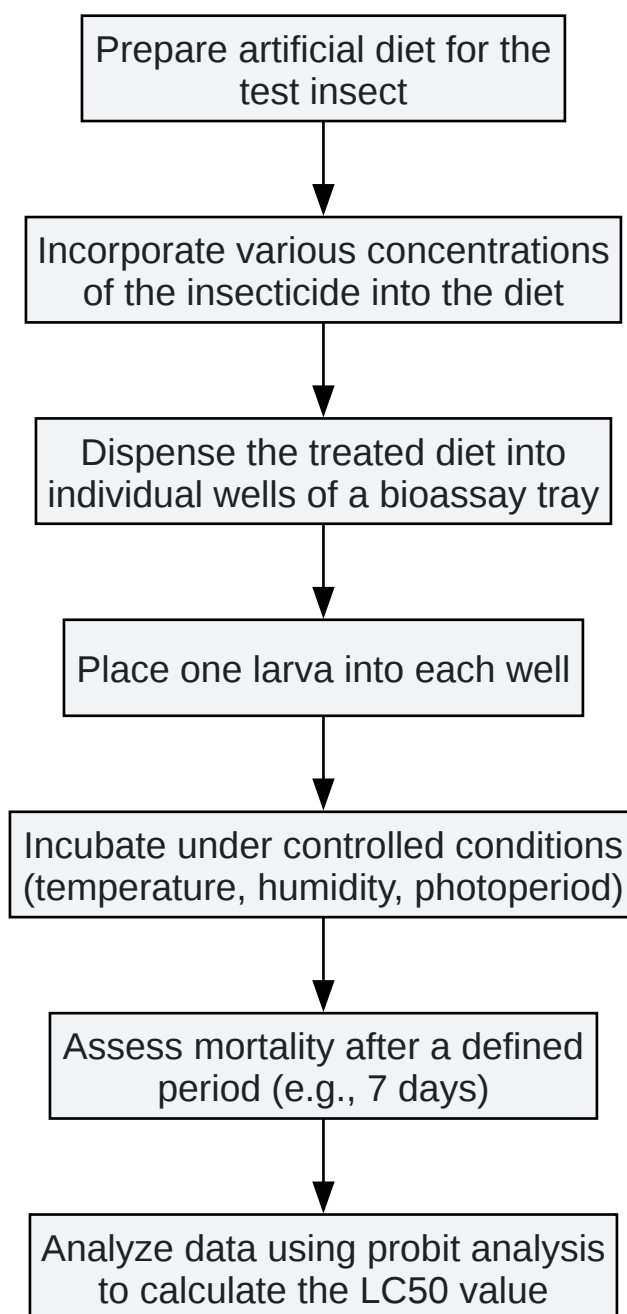 Prepare artificial diet for the
test insect
Incorporate various concentrations
of the insecticide into the diet
Dispense the treated diet into
individual wells of a bioassay tray
Place one larva into each well
Incubate under controlled conditions
(temperature, humidity, photoperiod)
Assess mortality after a defined
period (e.g., 7 days)
Analyze data using probit analysis
to calculate the LC50 value